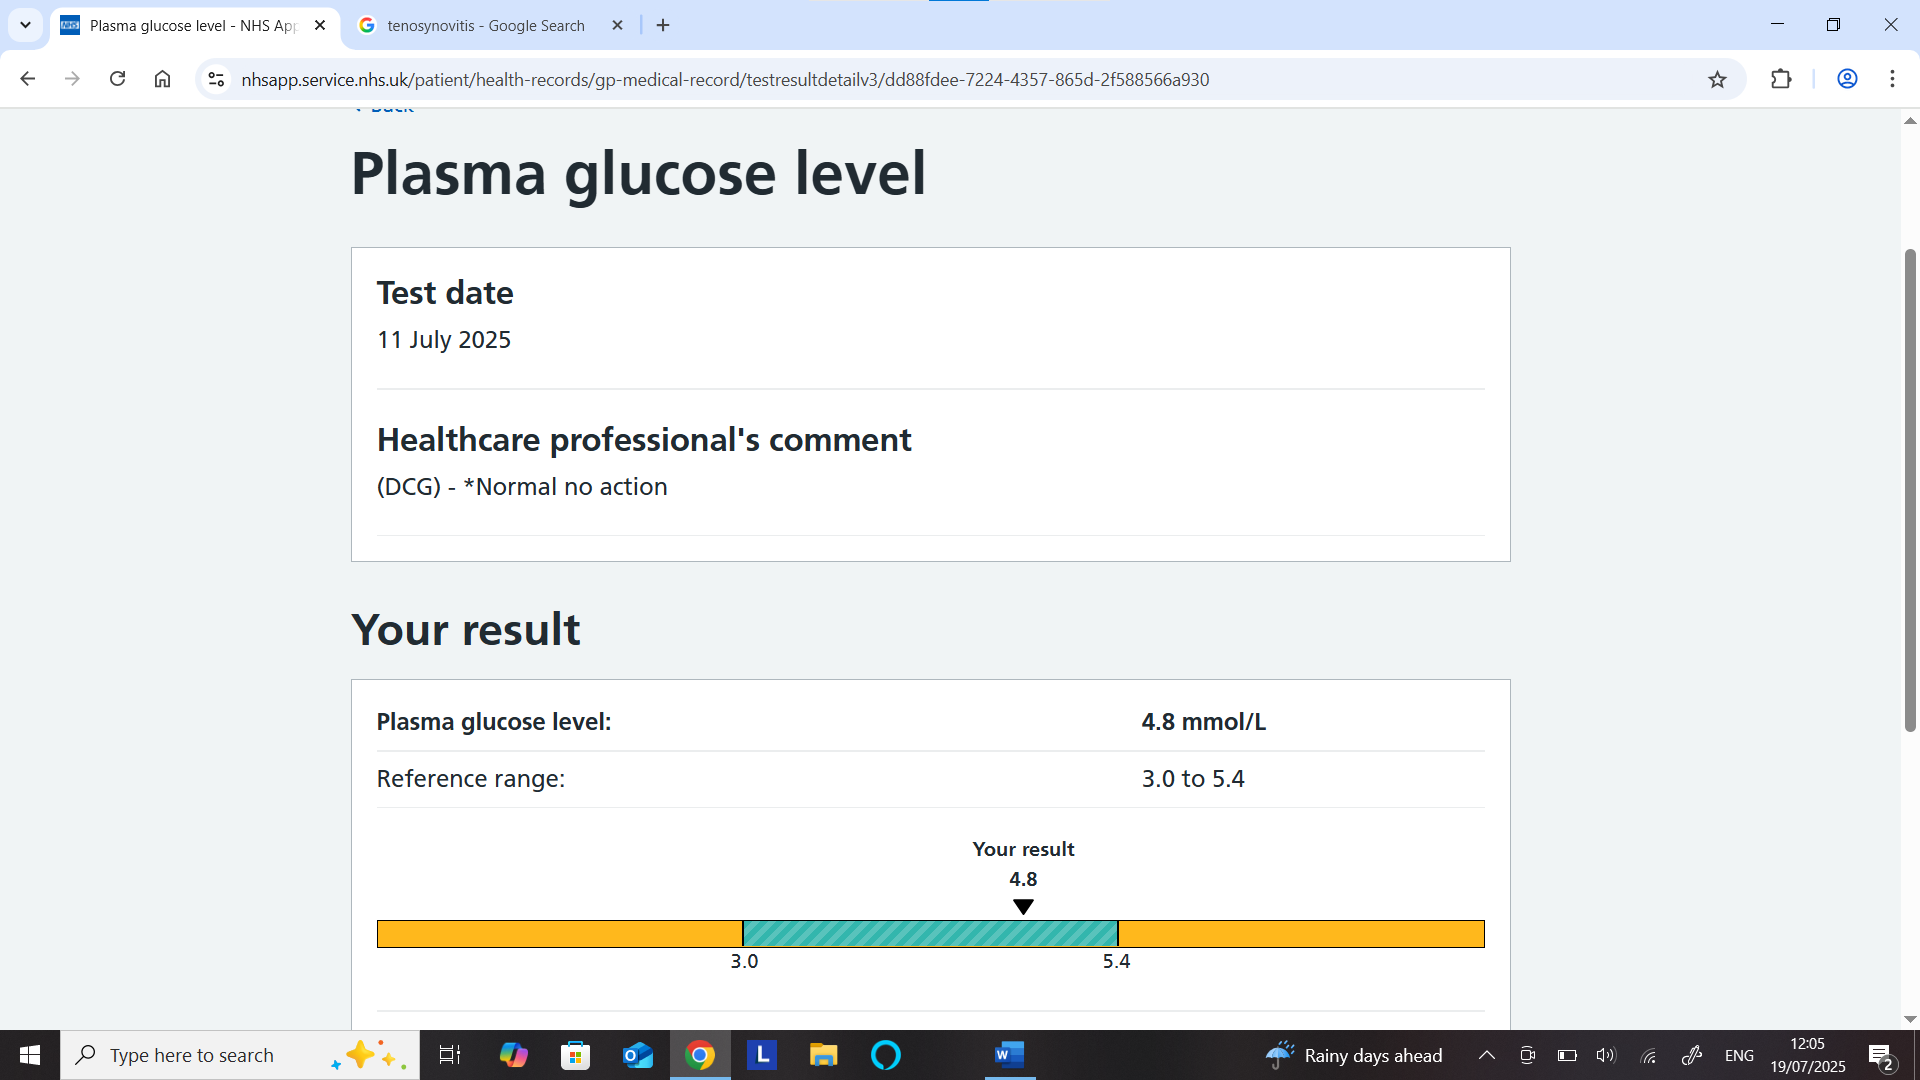 Plasma glucose level - NHS App
tenosynovitis - Google Search
nhsapp.service.nhs.uk/patient/health-records/gp-medical-record/testresultdetailv3/dd88fdee-7224-4357-865d-2f588566a930
Back
Plasma glucose level
Test date
11 July 2025
Healthcare professional's comment
(DCG) - *Normal no action
Your result
Plasma glucose level: 4.8 mmol/L
Reference range: 3.0 to 5.4
Your result
4.8
3.0 5.4
Type here to search
Rainy days ahead
ENG
12:05
19/07/2025
2